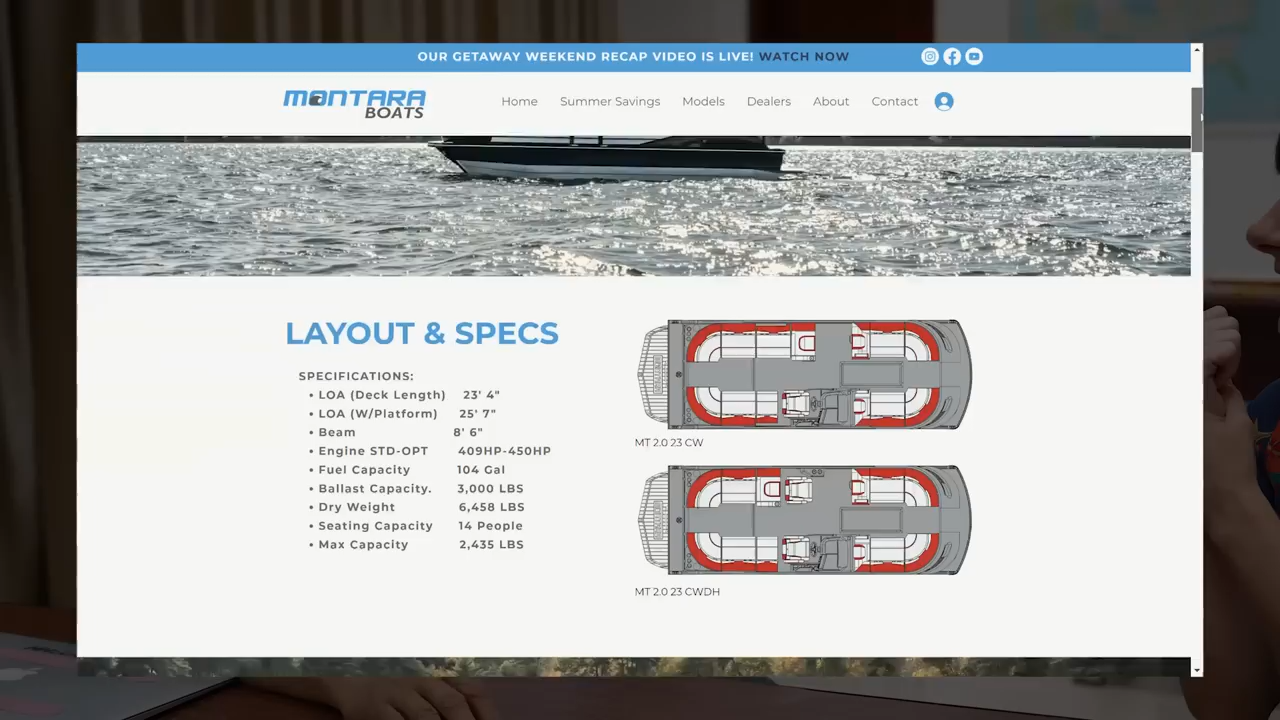 OUR GETAWAY WEEKEND RECAP VIDEO IS LIVE! WATCH NOW
MONTARA
BOATS
Home Summer Savings Models Dealers About Contact
LAYOUT & SPECS
SPECIFICATIONS:
• LOA (Deck Length) 23' 4"
• LOA (W/Platform) 25' 7"
• Beam 8' 6"
• Engine STD-OPT 409HP-450HP
• Fuel Capacity 104 Gal
• Ballast Capacity. 3,000 LBS
• Dry Weight 6,458 LBS
• Seating Capacity 14 People
• Max Capacity 2,435 LBS
MT 2.0 23 CW
MT 2.0 23 CWDH